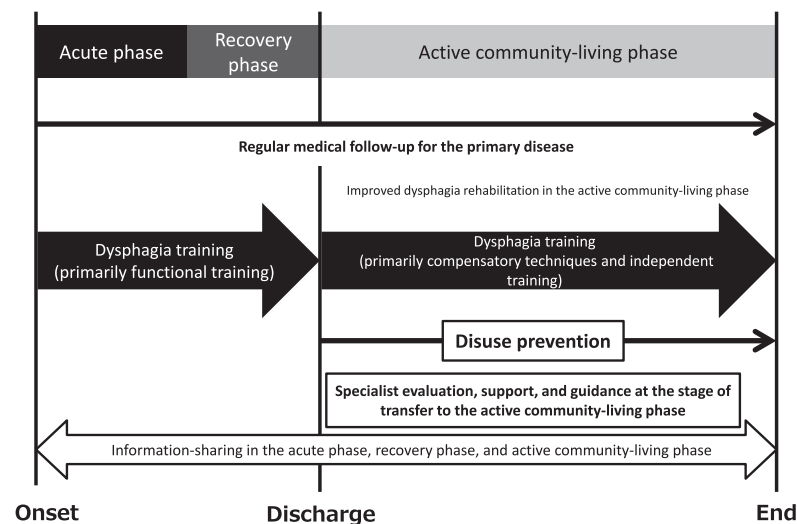 Acute phase
Recovery
phase
Active community-living phase
Regular medical follow-up for the primary disease
Improved dysphagia rehabilitation in the active community-living phase
Dysphagia training
(primarily functional training)
Dysphagia training
(primarily compensatory techniques and independent
training)
Disuse prevention
Specialist evaluation, support, and guidance at the stage of
transfer to the active community-living phase
Information-sharing in the acute phase, recovery phase, and active community-living phase
Onset
Discharge
End